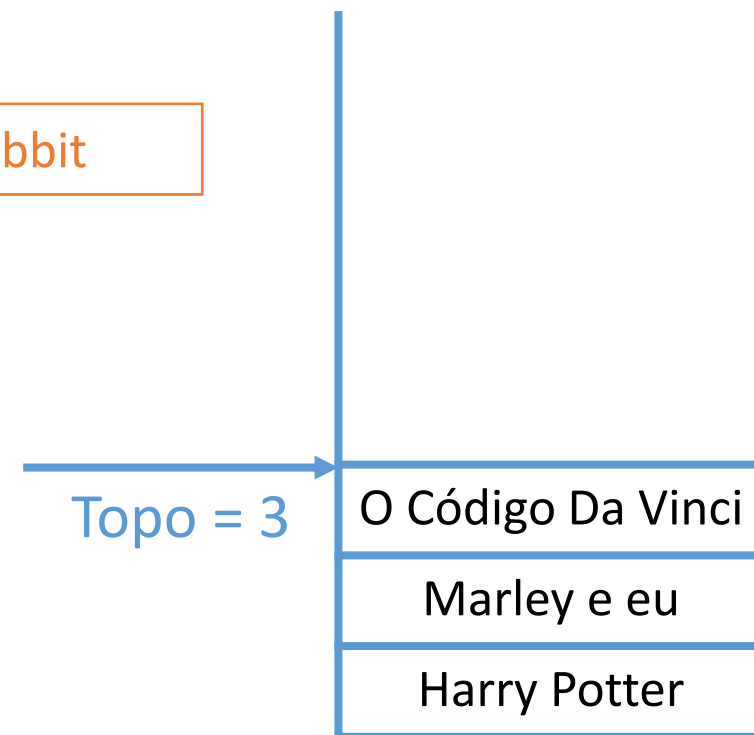 bbit
Topo = 3
O Código Da Vinci
Marley e eu
Harry Potter